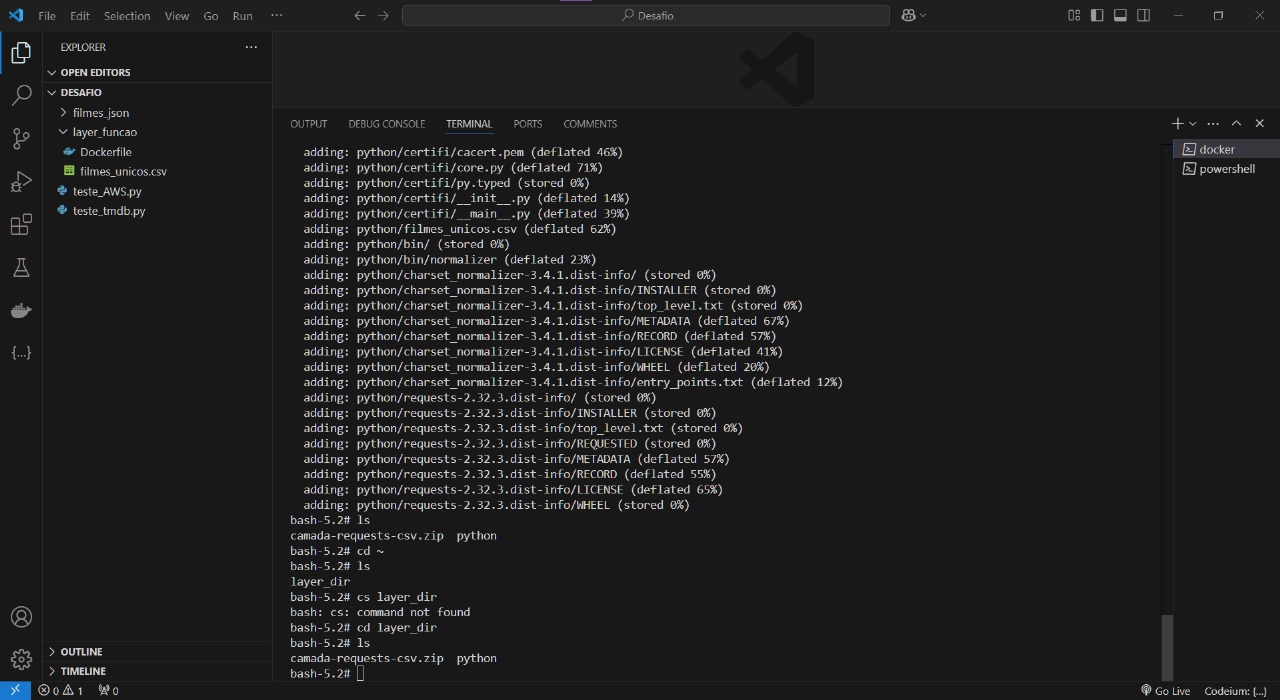 File Edit Selection View Go Run ···
Desafio
EXPLORER ···
OPEN EDITORS
DESAFIO
filmes_json
layer_funcao
Dockerfile
filmes_unicos.csv
teste_AWS.py
teste_tmdb.py
OUTLINE
TIMELINE
OUTPUT DEBUG CONSOLE TERMINAL PORTS COMMENTS
adding: python/certifi/cacert.pem (deflated 46%)
adding: python/certifi/core.py (deflated 71%)
adding: python/certifi/py.typed (stored 0%)
adding: python/certifi/__init__.py (deflated 14%)
adding: python/certifi/__main__.py (deflated 39%)
adding: python/filmes_unicos.csv (deflated 62%)
adding: python/bin/ (stored 0%)
adding: python/bin/normalizer (deflated 23%)
adding: python/charset_normalizer-3.4.1.dist-info/ (stored 0%)
adding: python/charset_normalizer-3.4.1.dist-info/INSTALLER (stored 0%)
adding: python/charset_normalizer-3.4.1.dist-info/top_level.txt (stored 0%)
adding: python/charset_normalizer-3.4.1.dist-info/METADATA (deflated 67%)
adding: python/charset_normalizer-3.4.1.dist-info/RECORD (deflated 57%)
adding: python/charset_normalizer-3.4.1.dist-info/LICENSE (deflated 41%)
adding: python/charset_normalizer-3.4.1.dist-info/WHEEL (deflated 20%)
adding: python/charset_normalizer-3.4.1.dist-info/entry_points.txt (deflated 12%)
adding: python/requests-2.32.3.dist-info/ (stored 0%)
adding: python/requests-2.32.3.dist-info/INSTALLER (stored 0%)
adding: python/requests-2.32.3.dist-info/top_level.txt (stored 0%)
adding: python/requests-2.32.3.dist-info/REQUESTED (stored 0%)
adding: python/requests-2.32.3.dist-info/METADATA (deflated 57%)
adding: python/requests-2.32.3.dist-info/RECORD (deflated 55%)
adding: python/requests-2.32.3.dist-info/LICENSE (deflated 65%)
adding: python/requests-2.32.3.dist-info/WHEEL (stored 0%)
bash-5.2# ls
camada-requests-csv.zip python
bash-5.2# cd ~
bash-5.2# ls
layer_dir
bash-5.2# cs layer_dir
bash: cs: command not found
bash-5.2# cd layer_dir
bash-5.2# ls
camada-requests-csv.zip python
bash-5.2#
docker
powershell
0 1 0
Go Live Codeium: {...}